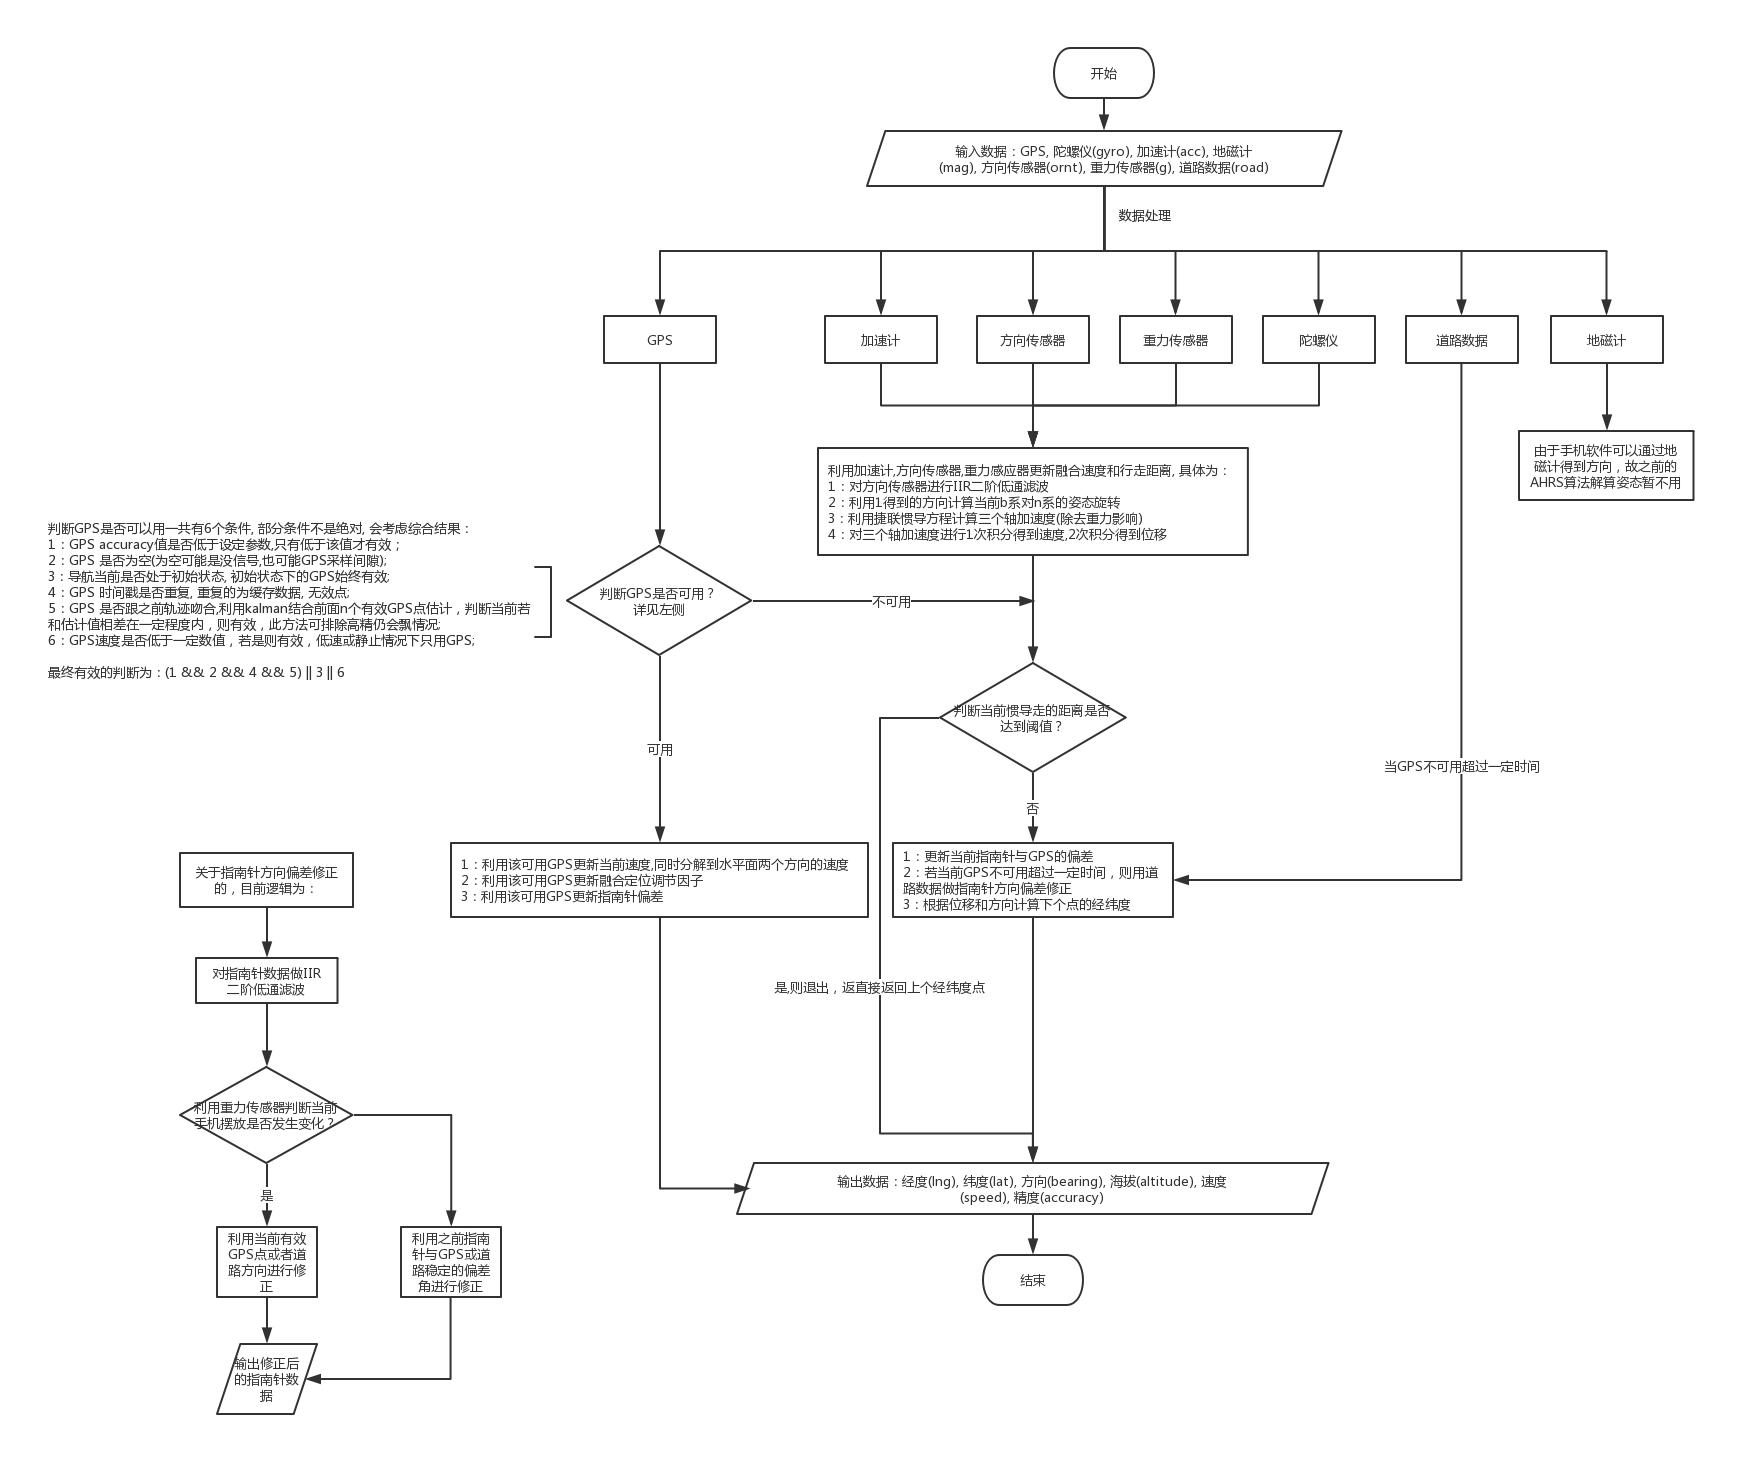 开始
输入数据：GPS, 陀螺仪(gyro), 加速计(acc), 地磁计
(mag), 方向传感器(ornt), 重力传感器(g), 道路数据(road)
数据处理
GPS
加速计
方向传感器
重力传感器
陀螺仪
道路数据
地磁计
由于手机软件可以通过地
磁计得到方向，故之前的
AHRS算法解算姿态暂不用
利用加速计,方向传感器,重力感应器更新融合速度和行走距离, 具体为：
1：对方向传感器进行IIR二阶低通滤波
2：利用1得到的方向计算当前b系对n系的姿态旋转
3：利用捷联惯导方程计算三个轴加速度(除去重力影响)
4：对三个轴加速度进行1次积分得到速度,2次积分得到位移
判断GPS是否可以用一共有6个条件, 部分条件不是绝对, 会考虑综合结果：
1：GPS accuracy值是否低于设定参数,只有低于该值才有效；
2：GPS 是否为空(为空可能是没信号,也可能GPS采样间隙);
3：导航当前是否处于初始状态, 初始状态下的GPS始终有效;
4：GPS 时间戳是否重复, 重复的为缓存数据, 无效点;
5：GPS 是否跟之前轨迹吻合,利用kalman结合前面n个有效GPS点估计，判断当前若
和估计值相差在一定程度内，则有效，此方法可排除高精仍会飘情况;
6：GPS速度是否低于一定数值，若是则有效，低速或静止情况下只用GPS;
最终有效的判断为：(1 && 2 && 4 && 5) || 3 || 6
判断GPS是否可用？
详见左侧
不可用
可用
判断当前惯导走的距离是否
达到阈值？
否
当GPS不可用超过一定时间
1：利用该可用GPS更新当前速度,同时分解到水平面两个方向的速度
2：利用该可用GPS更新融合定位调节因子
3：利用该可用GPS更新指南针偏差
1：更新当前指南针与GPS的偏差
2：若当前GPS不可用超过一定时间，则用道
路数据做指南针方向偏差修正
3：根据位移和方向计算下个点的经纬度
是,则退出，返直接返回上个经纬度点
输出数据：经度(lng), 纬度(lat), 方向(bearing), 海拔(altitude), 速度
(speed), 精度(accuracy)
结束
关于指南针方向偏差修正
的，目前逻辑为：
对指南针数据做IIR
二阶低通滤波
利用重力传感器判断当前
手机摆放是否发生变化？
是
利用当前有效
GPS点或者道
路方向进行修
正
利用之前指南
针与GPS或道
路稳定的偏差
角进行修正
输出修正后
的指南针数
据